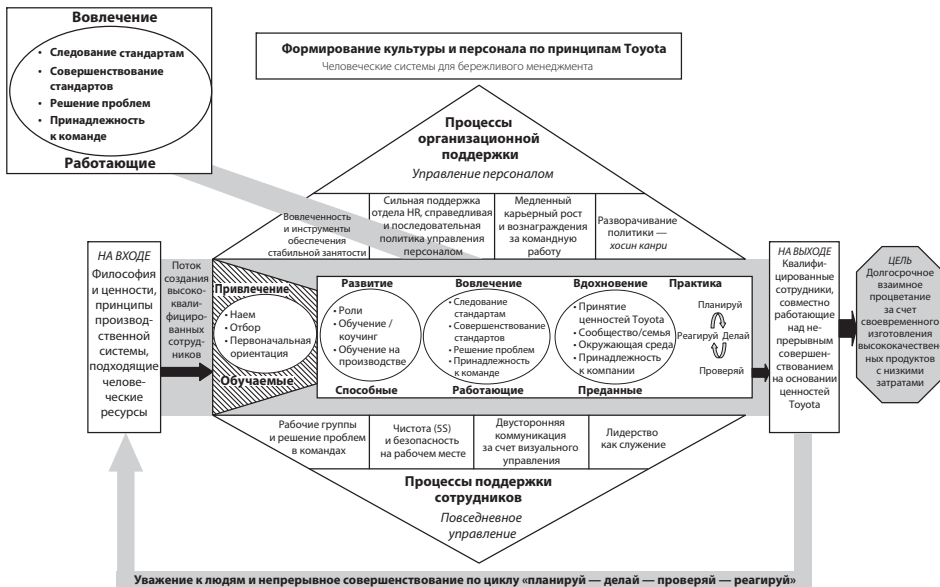 Вовлечение
• Следование стандартам
• Совершенствование
стандартов
• Решение проблем
• Принадлежность
к команде
Работающие
Формирование культуры и персонала по принципам Toyota
Человеческие системы для бережливого менеджмента
Процессы
организационной
поддержки
Управление персоналом
Вовлеченность
и инструменты
обеспечения
стабильной занятости
Сильная поддержка
отдела HR, справедливая
и последовательная
политика управления
персоналом
Медленный
карьерный рост
и вознаграждения
за командную
работу
Разворачивание
политики —
хосин канри
НА ВХОДЕ
Философия
и ценности,
принципы
производ-
ственной
системы,
подходящие
челове-
ческие
ресурсы
Поток
создания
высоко-
квали-
фициро-
ванных
сотруд-
ников
Привлечение
• Наем
• Отбор
• Первоначальная
ориентация
Обучаемые
Развитие
• Роли
• Обучение /
коучинг
• Обучение на
производстве
Способные
Вовлечение
• Следование
стандартам
• Совершенствование
стандартов
• Решение проблем
• Принадлежность
к команде
Работающие
Вдохновение
• Принятие
ценностей Toyota
• Сообщество/семья
• Окружающая среда
• Принадлежность
к компании
Преданные
Практика
Планируй
Реагируй Делай
Проверяй
НА ВЫХОДЕ
Квалифи-
цированные
сотрудники,
совместно
работающие
над не-
прерывным
совершен-
ствованием
на основании
ценностей
Toyota
ЦЕЛЬ
Долгосрочное
взаимное
процветание
за счет
своевременного
изготовления
высококачествен-
ных продуктов
с низкими
затратами
Рабочие группы
и решение проблем
в командах
Чистота (5S)
и безопасность
на рабочем месте
Двусторонняя
коммуникация
за счет визуального
управления
Лидерство
как служение
Процессы поддержки
сотрудников
Повседневное
управление
Уважение к людям и непрерывное совершенствование по циклу «планируй — делай — проверяй — реагируй»